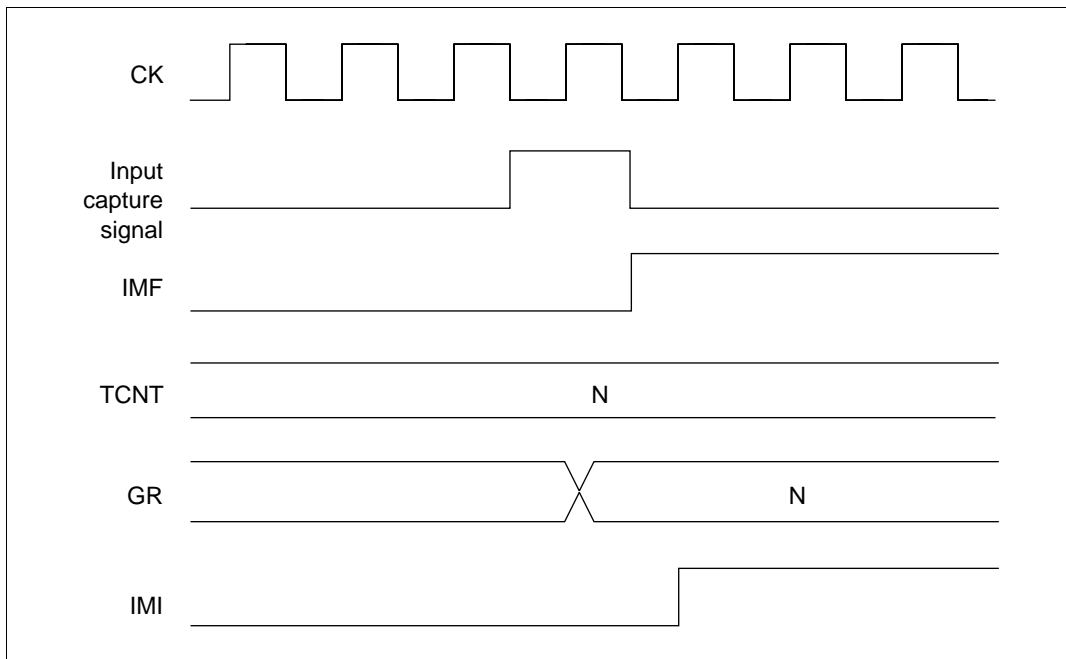 CK
Input
capture
signal
IMF
TCNT
N
GR
N
IMI